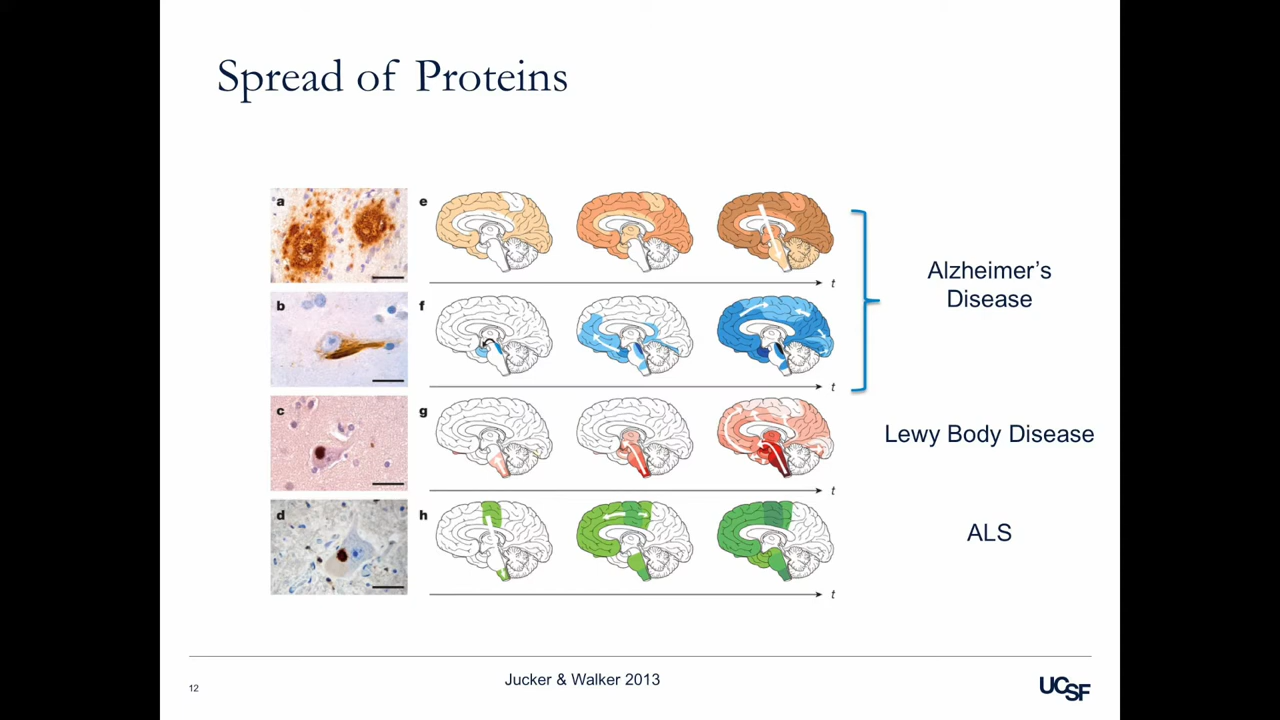 Spread of Proteins
a
e
t
Alzheimer's
Disease
b
f
t
c
g
t
Lewy Body Disease
d
h
t
ALS
12
Jucker & Walker 2013
UCSF